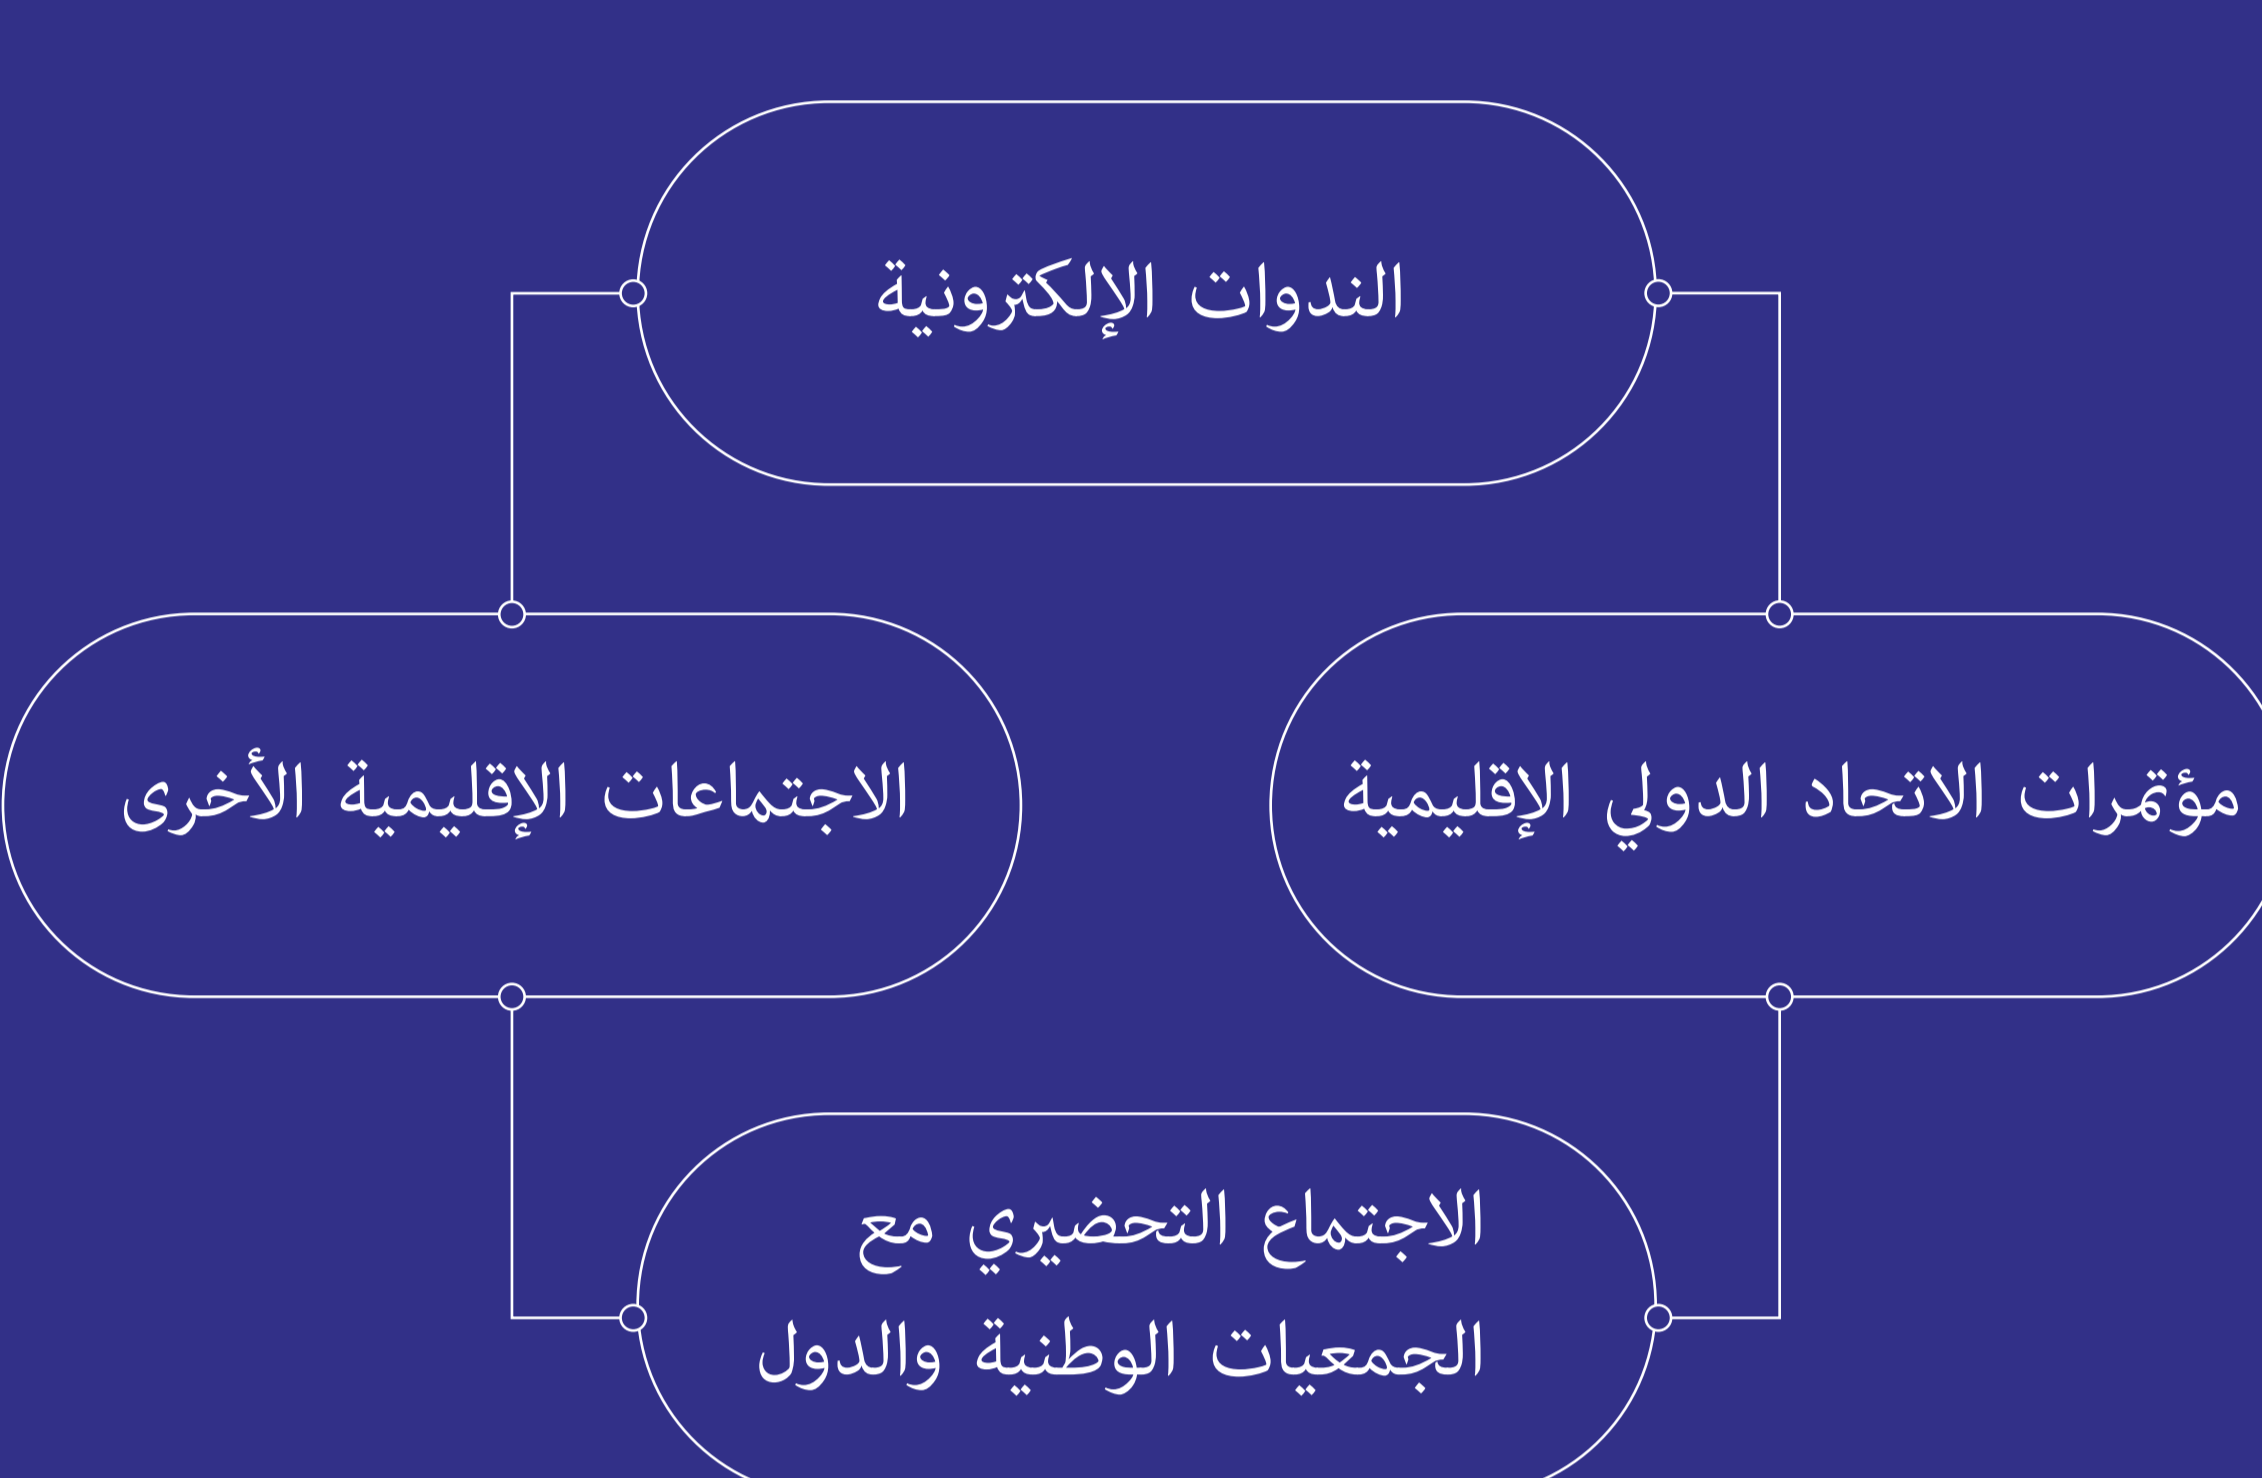 الندوات الإلكترونية
مؤتمرات الاتحاد الدولي الإقليمية
الاجتماعات الإقليمية الأخرى
الاجتماع التحضيري مع
الجمعيات الوطنية والدول